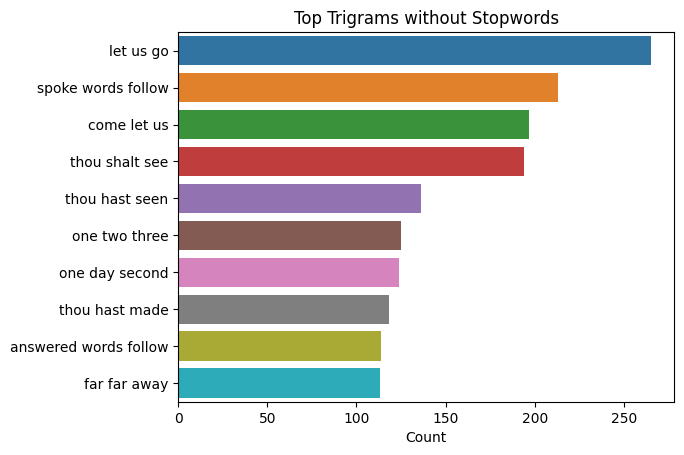 Top Trigrams without Stopwords
let us go
spoke words follow
come let us
thou shalt see
thou hast seen
one two three
one day second
thou hast made
answered words follow
far far away
0 50 100 150 200 250
Count